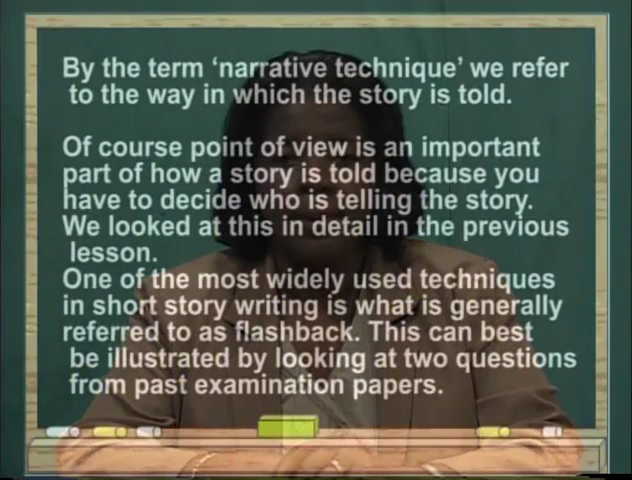 By the term ‘narrative technique’ we refer
to the way in which the story is told.
Of course point of view is an important
part of how a story is told because you
have to decide who is telling the story.
We looked at this in detail in the previous
lesson.
One of the most widely used techniques
in short story writing is what is generally
referred to as flashback. This can best
be illustrated by looking at two questions
from past examination papers.